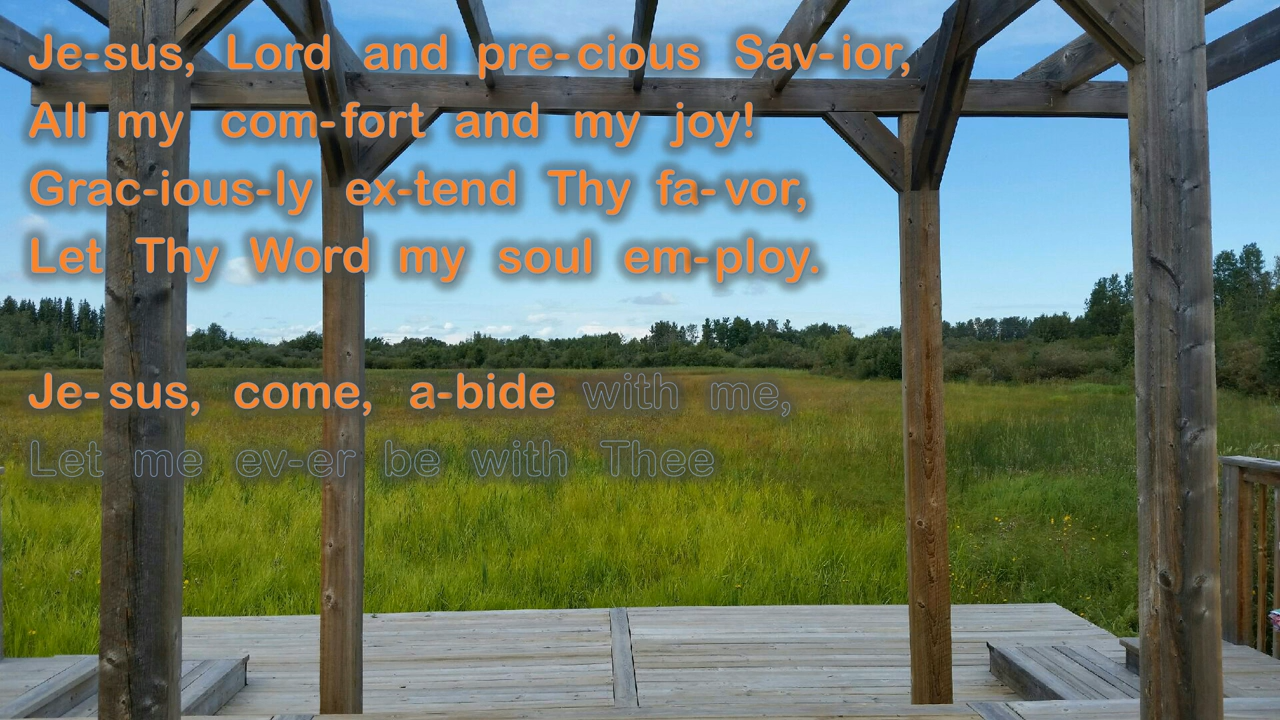 Je-sus, Lord and pre-cious Sav-ior,
All my com-fort and my joy!
Grac-ious-ly ex-tend Thy fa-vor,
Let Thy Word my soul em-ploy.
Je-sus, come, a-bide with me,
Let me ev-er be with Thee